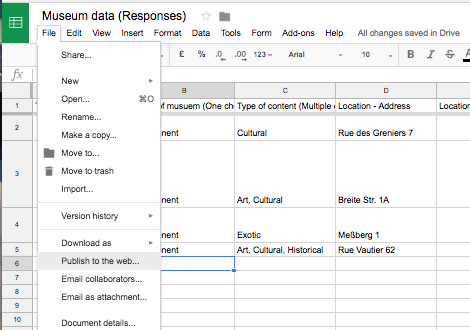 Museum data (Responses)
File Edit View Insert Format Data Tools Form Add-ons Help All changes saved in Drive
£ % .0 .00 123 Arial 10 B I S A
fx
B C D
1 of musuem (One ch Type of content (Multiple Location - Address Location
2 nent Cultural Rue des Greniers 7
3 nent Art, Cultural Breite Str. 1A
4 nent Exotic Meßberg 1
5 nent Art, Cultural, Historical Rue Vautier 62
6
7
8
9
10
Share...
New
Open... ⌘O
Rename...
Make a copy...
Move to...
Move to trash
Import...
Version history
Download as
Publish to the web...
Email collaborators...
Email as attachment...
Document details...